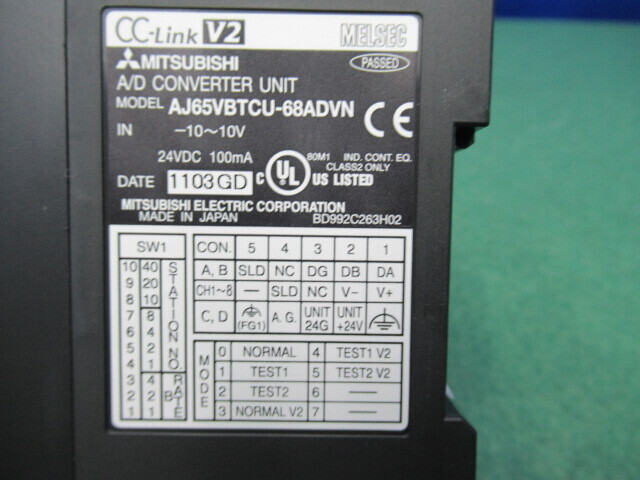 CC-Link V2 MELSEC
MITSUBISHI PASSED
A/D CONVERTER UNIT
MODEL AJ65VBTCU-68ADVN
IN −10~10V CE
24VDC 100mA 80M1 IND. CONT. EQ.
CLASS2 ONLY
DATE 1103GD C UL US LISTED
MITSUBISHI ELECTRIC CORPORATION
MADE IN JAPAN BD992C263H02
SW1
10 40
9 20
8 10
7 8
6 4
5 2
4 1
3 4
2 2
1 1
STATION NO.
B RATE
CON. 5 4 3 2 1
A, B SLD NC DG DB DA
CH1~8 — SLD NC V- V+
C, D (FG1) A.G. UNIT 24G UNIT +24V
MODE
0 NORMAL 4 TEST1 V2
1 TEST1 5 TEST2 V2
2 TEST2 6 —
3 NORMAL V2 7 —